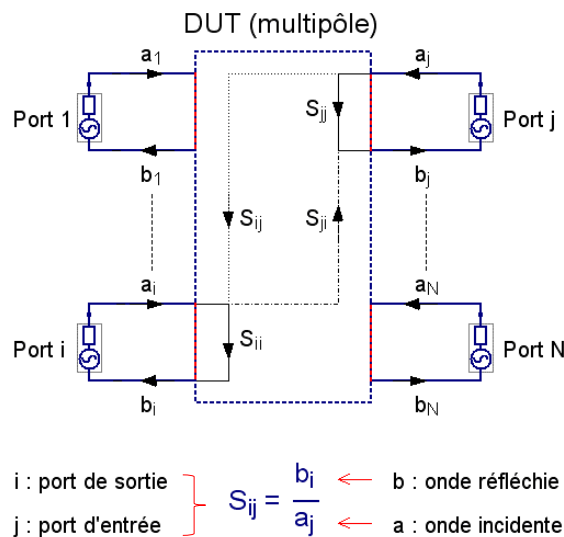 DUT (multipôle)
a1
aj
Port 1
Sjj
Port j
b1
bj
Sij
Sji
ai
aN
Port i
Sii
Port N
bi
bN
i : port de sortie
j : port d'entrée
Sij = bi / aj
b : onde réfléchie
a : onde incidente